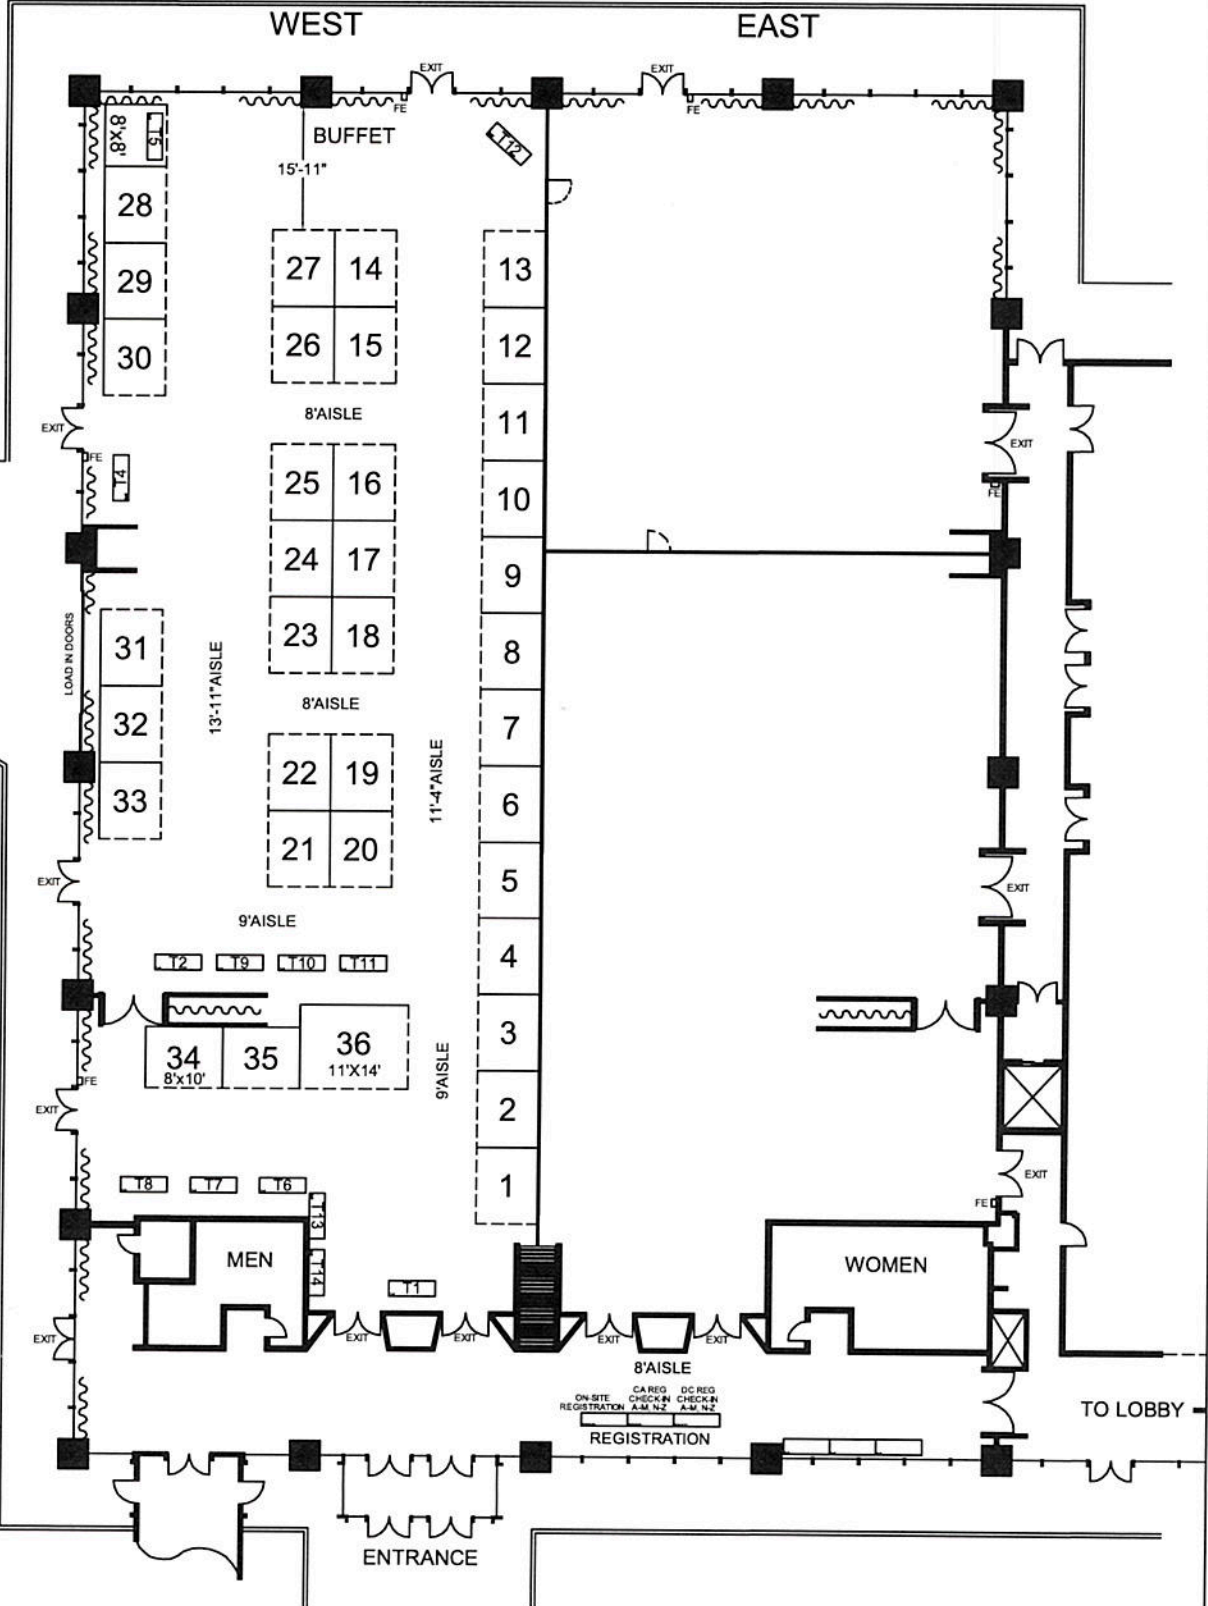 WEST
EAST
EXIT
EXIT
FE
FE
8'x8'
T5
BUFFET
T12
15'-11"
28
27
14
13
29
26
15
12
30
8'AISLE
11
EXIT
EXIT
FE
T4
25
16
10
FE
24
17
9
LOAD IN DOORS
31
23
18
8
13'-11"AISLE
8'AISLE
32
22
19
7
11'-4"AISLE
33
6
21
20
5
EXIT
EXIT
9'AISLE
T2
T9
T10
T11
4
34
8'x10'
35
36
11'X14'
3
9'AISLE
FE
EXIT
2
T8
T7
T6
1
EXIT
FE
T13
MEN
WOMEN
T14
T1
EXIT
EXIT
EXIT
EXIT
EXIT
8'AISLE
ON-SITE
REGISTRATION
CA REG
CHECK-IN
A-M, N-Z
DC REG
CHECK-IN
A-M, N-Z
REGISTRATION
TO LOBBY
ENTRANCE